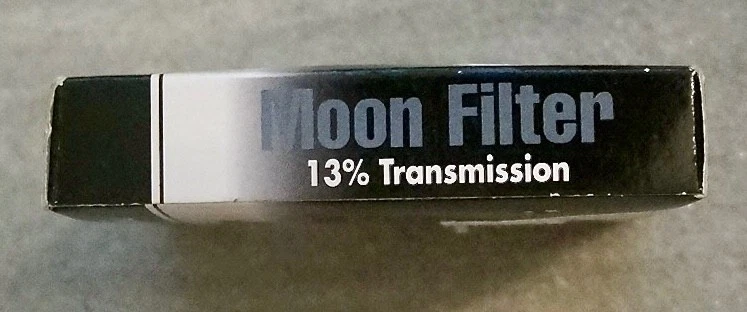 Moon Filter
13% Transmission